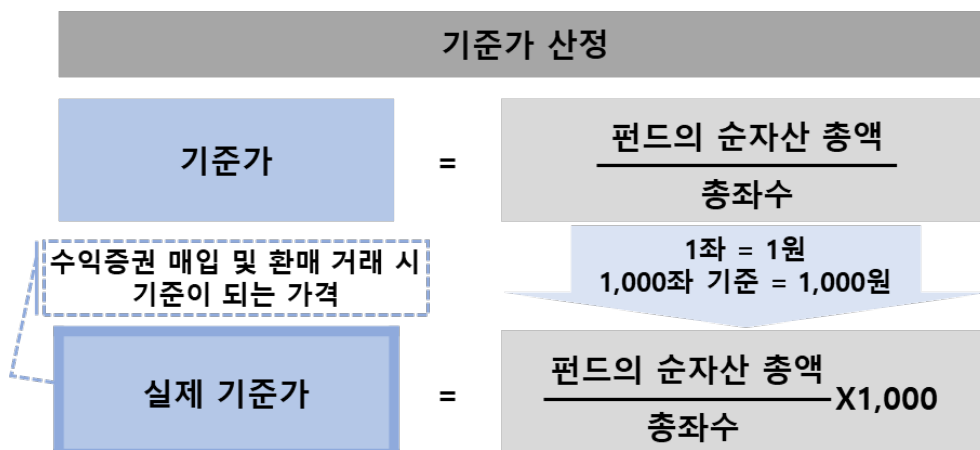 기준가 산정
기준가
=
펀드의 순자산 총액
총좌수
수익증권 매입 및 환매 거래 시
기준이 되는 가격
1좌 = 1원
1,000좌 기준 = 1,000원
실제 기준가
=
펀드의 순자산 총액
총좌수
X1,000